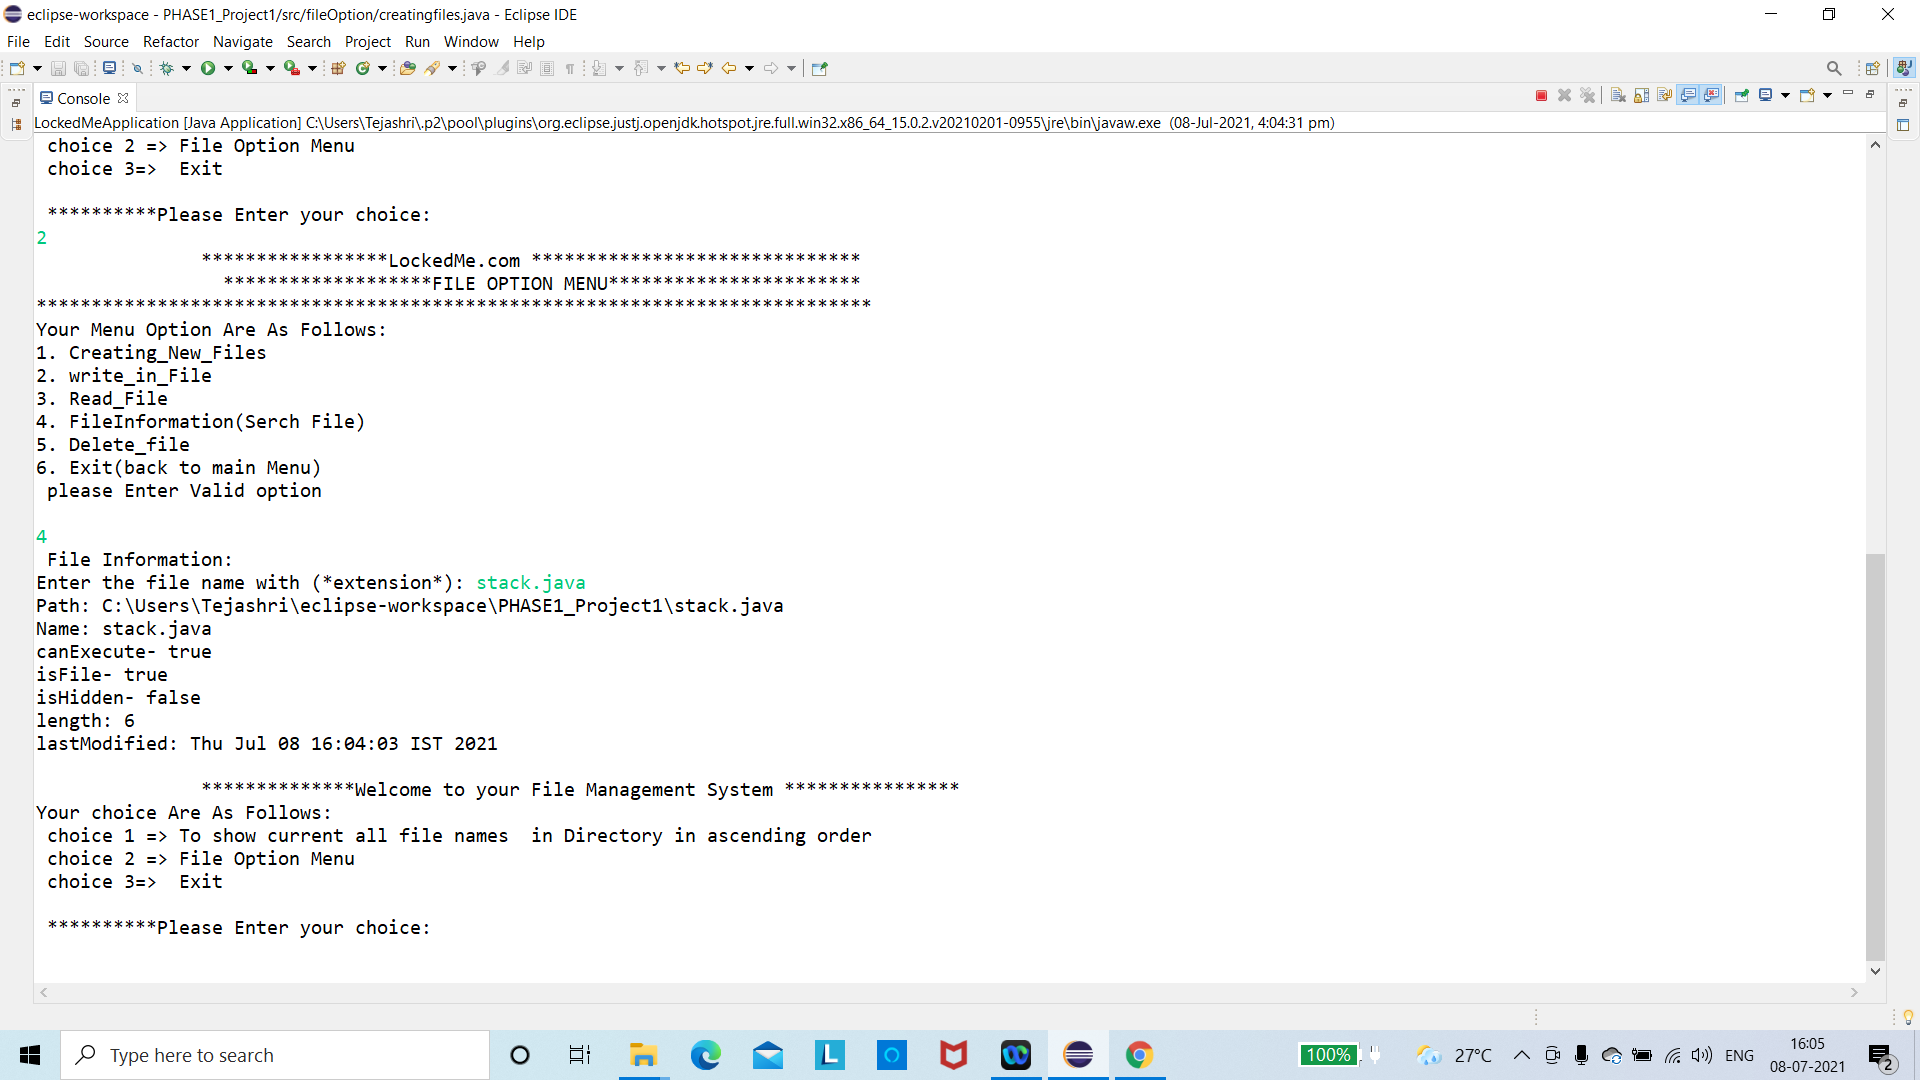 eclipse-workspace - PHASE1_Project1/src/fileOption/creatingfiles.java - Eclipse IDE
File Edit Source Refactor Navigate Search Project Run Window Help
Console
LockedMeApplication [Java Application] C:\Users\Tejashri\.p2\pool\plugins\org.eclipse.justj.openjdk.hotspot.jre.full.win32.x86_64_15.0.2.v20210201-0955\jre\bin\javaw.exe (08-Jul-2021, 4:04:31 pm)
choice 2 => File Option Menu
choice 3=>  Exit
**********Please Enter your choice:
2
*****************LockedMe.com ******************************
*******************FILE OPTION MENU***********************
****************************************************************************
Your Menu Option Are As Follows:
1. Creating_New_Files
2. write_in_File
3. Read_File
4. FileInformation(Serch File)
5. Delete_file
6. Exit(back to main Menu)
please Enter Valid option
4
File Information:
Enter the file name with (*extension*): stack.java
Path: C:\Users\Tejashri\eclipse-workspace\PHASE1_Project1\stack.java
Name: stack.java
canExecute- true
isFile- true
isHidden- false
length: 6
lastModified: Thu Jul 08 16:04:03 IST 2021
**************Welcome to your File Management System ****************
Your choice Are As Follows:
choice 1 => To show current all file names  in Directory in ascending order
choice 2 => File Option Menu
choice 3=>  Exit
**********Please Enter your choice:
Type here to search
100%
27°C
ENG
16:05
08-07-2021
2